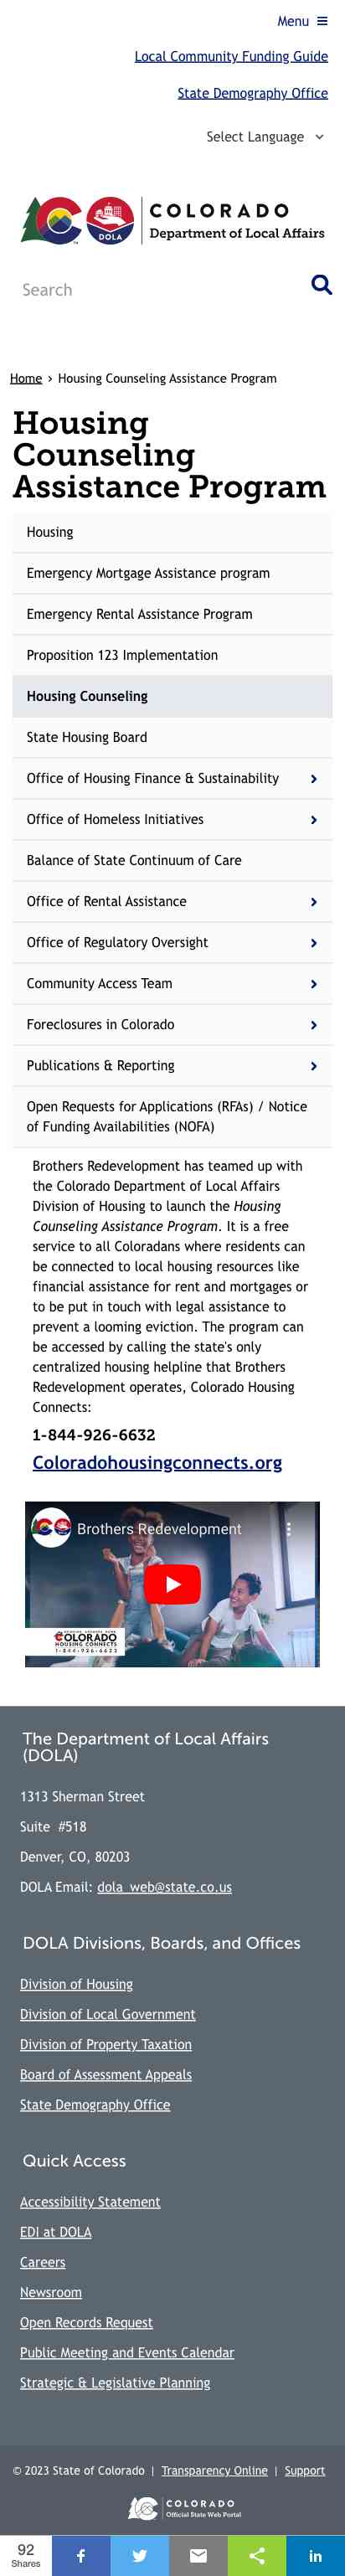 Menu
Local Community Funding Guide
State Demography Office
Select Language
COLORADO
Department of Local Affairs
CO
DOLA
Search
Home › Housing Counseling Assistance Program
Housing
Counseling
Assistance Program
Housing
Emergency Mortgage Assistance program
Emergency Rental Assistance Program
Proposition 123 Implementation
Housing Counseling
State Housing Board
Office of Housing Finance & Sustainability
Office of Homeless Initiatives
Balance of State Continuum of Care
Office of Rental Assistance
Office of Regulatory Oversight
Community Access Team
Foreclosures in Colorado
Publications & Reporting
Open Requests for Applications (RFAs) / Notice
of Funding Availabilities (NOFA)
Brothers Redevelopment has teamed up with
the Colorado Department of Local Affairs
Division of Housing to launch the Housing
Counseling Assistance Program. It is a free
service to all Coloradans where residents can
be connected to local housing resources like
financial assistance for rent and mortgages or
to be put in touch with legal assistance to
prevent a looming eviction. The program can
be accessed by calling the state's only
centralized housing helpline that Brothers
Redevelopment operates, Colorado Housing
Connects:
1-844-926-6632
Coloradohousingconnects.org
Brothers Redevelopment
COLORADO
HOUSING CONNECTS
1-844-926-6632
The Department of Local Affairs
(DOLA)
1313 Sherman Street
Suite #518
Denver, CO, 80203
DOLA Email: dola_web@state.co.us
DOLA Divisions, Boards, and Offices
Division of Housing
Division of Local Government
Division of Property Taxation
Board of Assessment Appeals
State Demography Office
Quick Access
Accessibility Statement
EDI at DOLA
Careers
Newsroom
Open Records Request
Public Meeting and Events Calendar
Strategic & Legislative Planning
© 2023 State of Colorado | Transparency Online | Support
CO
COLORADO
Official State Web Portal
92
Shares